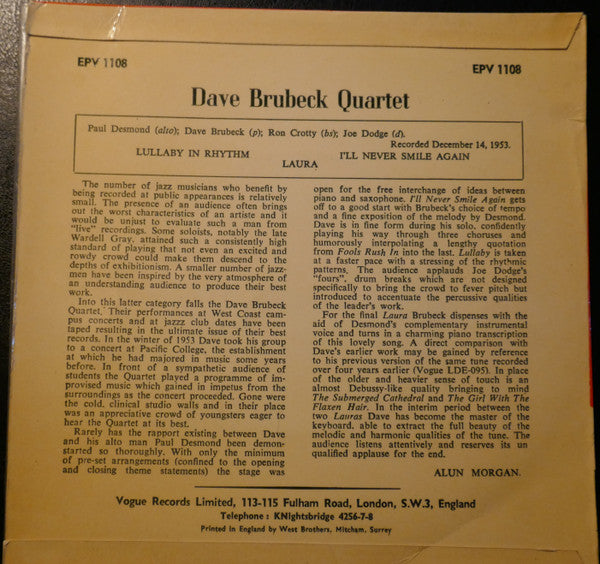 EPV 1108
EPV 1108
Dave Brubeck Quartet
Paul Desmond (alto); Dave Brubeck (p); Ron Crotty (bs); Joe Dodge (d).
Recorded December 14, 1953.
LULLABY IN RHYTHM
I'LL NEVER SMILE AGAIN
LAURA
The number of jazz musicians who benefit by
being recorded at public appearances is relatively
small. The presence of an audience often brings
out the worst characteristics of an artiste and it
would be unjust to evaluate such a man from
"live" recordings. Some soloists, notably the late
Wardell Gray, attained such a consistently high
standard of playing that not even an excited and
rowdy crowd could make them descend to the
depths of exhibitionism. A smaller number of jazz-
men have been inspired by the very atmosphere of
an understanding audience to produce their best
work.
Into this latter category falls the Dave Brubeck
Quartet. Their performances at West Coast cam-
pus concerts and at jazzz club dates have been
taped resulting in the ultimate issue of their best
records. In the winter of 1953 Dave took his group
to a concert at Pacific College, the establishment
at which he had majored in music some years
before. In front of a sympathetic audience of
students the Quartet played a programme of im-
provised music which gained in impetus from the
surroundings as the concert proceeded. Gone were
the cold, clinical studio walls and in their place
was an appreciative crowd of youngsters eager to
hear the Quartet at its best.
Rarely has the rapport existing between Dave
and his alto man Paul Desmond been demon-
started so thoroughly. With only the minimum
of pre-set arrangements (confined to the opening
and closing theme statements) the stage was
open for the free interchange of ideas between
piano and saxophone. I'll Never Smile Again gets
off to a good start with Brubeck's choice of tempo
and a fine exposition of the melody by Desmond.
Dave is in fine form during his solo, confidently
playing his way through three choruses and
humorously interpolating a lengthy quotation
from Fools Rush In into the last. Lullaby is taken
at a faster pace with a stressing of the rhythmic
patterns. The audience applauds Joe Dodge's
"fours", drum breaks which are not designed
specifically to bring the crowd to fever pitch but
introduced to accentuate the percussive qualities
of the leader's work.
For the final Laura Brubeck dispenses with the
aid of Desmond's complementary instrumental
voice and turns in a charming piano transcription
of this lovely song. A direct comparison with
Dave's earlier work may be gained by reference
to his previous version of the same tune recorded
over four years earlier (Vogue LDE-095). In place
of the older and heavier sense of touch is an
almost Debussy-like quality bringing to mind
The Submerged Cathedral and The Girl With The
Flaxen Hair. In the interim period between the
two Lauras Dave has become the master of the
keyboard, able to extract the full beauty of the
melodic and harmonic qualities of the tune. The
audience listens attentively and reserves its un
qualified applause for the end.
ALUN MORGAN.
Vogue Records Limited, 113-115 Fulham Road, London, S.W.3, England
Telephone : KNightsbridge 4256-7-8
Printed in England by West Brothers, Mitcham, Surrey